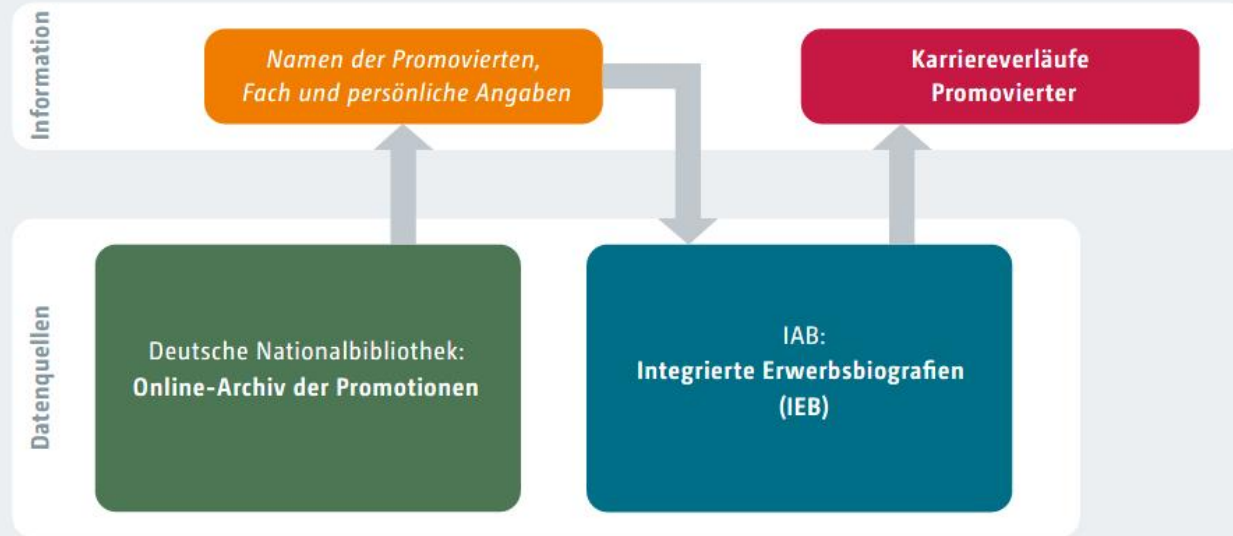 Information
Namen der Promovierten,
Fach und persönliche Angaben
Karriereverläufe
Promovierter
Datenquellen
Deutsche Nationalbibliothek:
Online-Archiv der Promotionen
IAB:
Integrierte Erwerbsbiografien
(IEB)